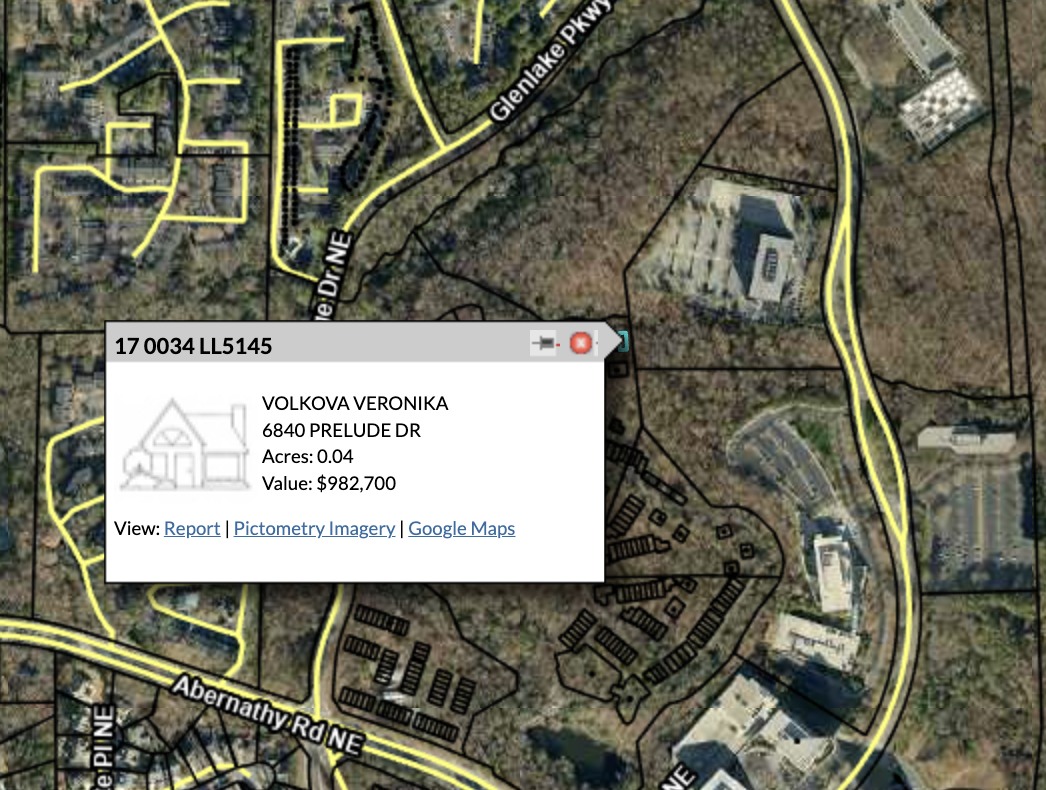 Glenlake Pkwy
e Dr NE
17 0034 LL5145
VOLKOVA VERONIKA
6840 PRELUDE DR
Acres: 0.04
Value: $982,700
View: Report | Pictometry Imagery | Google Maps
Abernathy Rd NE
e Pl NE
NE